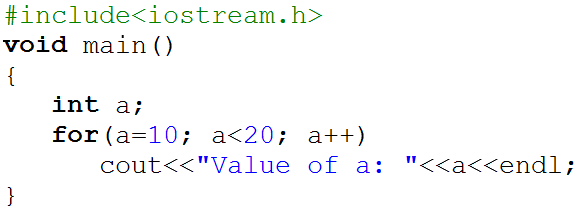 #include<iostream.h>
void main()
{
   int a;
   for(a=10; a<20; a++)
      cout<<"Value of a: "<<a<<endl;
}